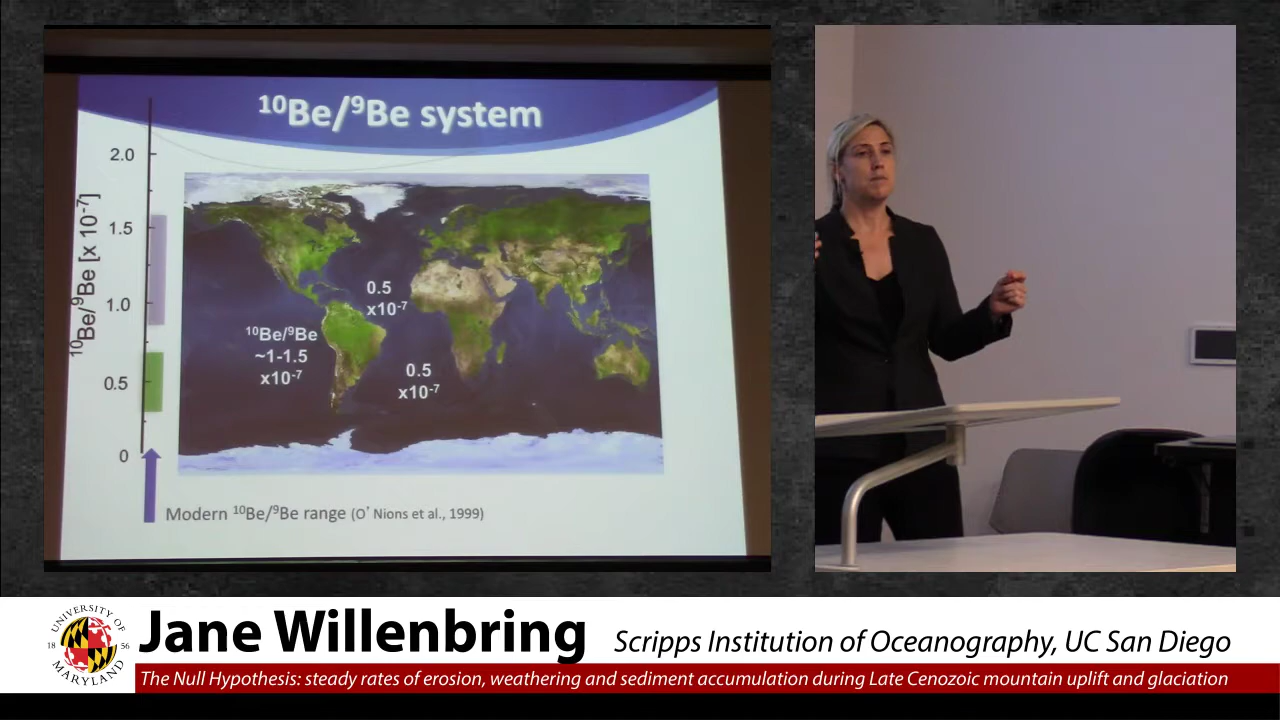 ¹⁰Be/⁹Be system
2.0
1.5
1.0
0.5
0
¹⁰Be/⁹Be [x 10⁻⁷]
0.5
x10⁻⁷
¹⁰Be/⁹Be
~1-1.5
x10⁻⁷
0.5
x10⁻⁷
Modern ¹⁰Be/⁹Be range (O' Nions et al., 1999)
UNIVERSITY OF
18 56
MARYLAND
Jane Willenbring
Scripps Institution of Oceanography, UC San Diego
The Null Hypothesis: steady rates of erosion, weathering and sediment accumulation during Late Cenozoic mountain uplift and glaciation